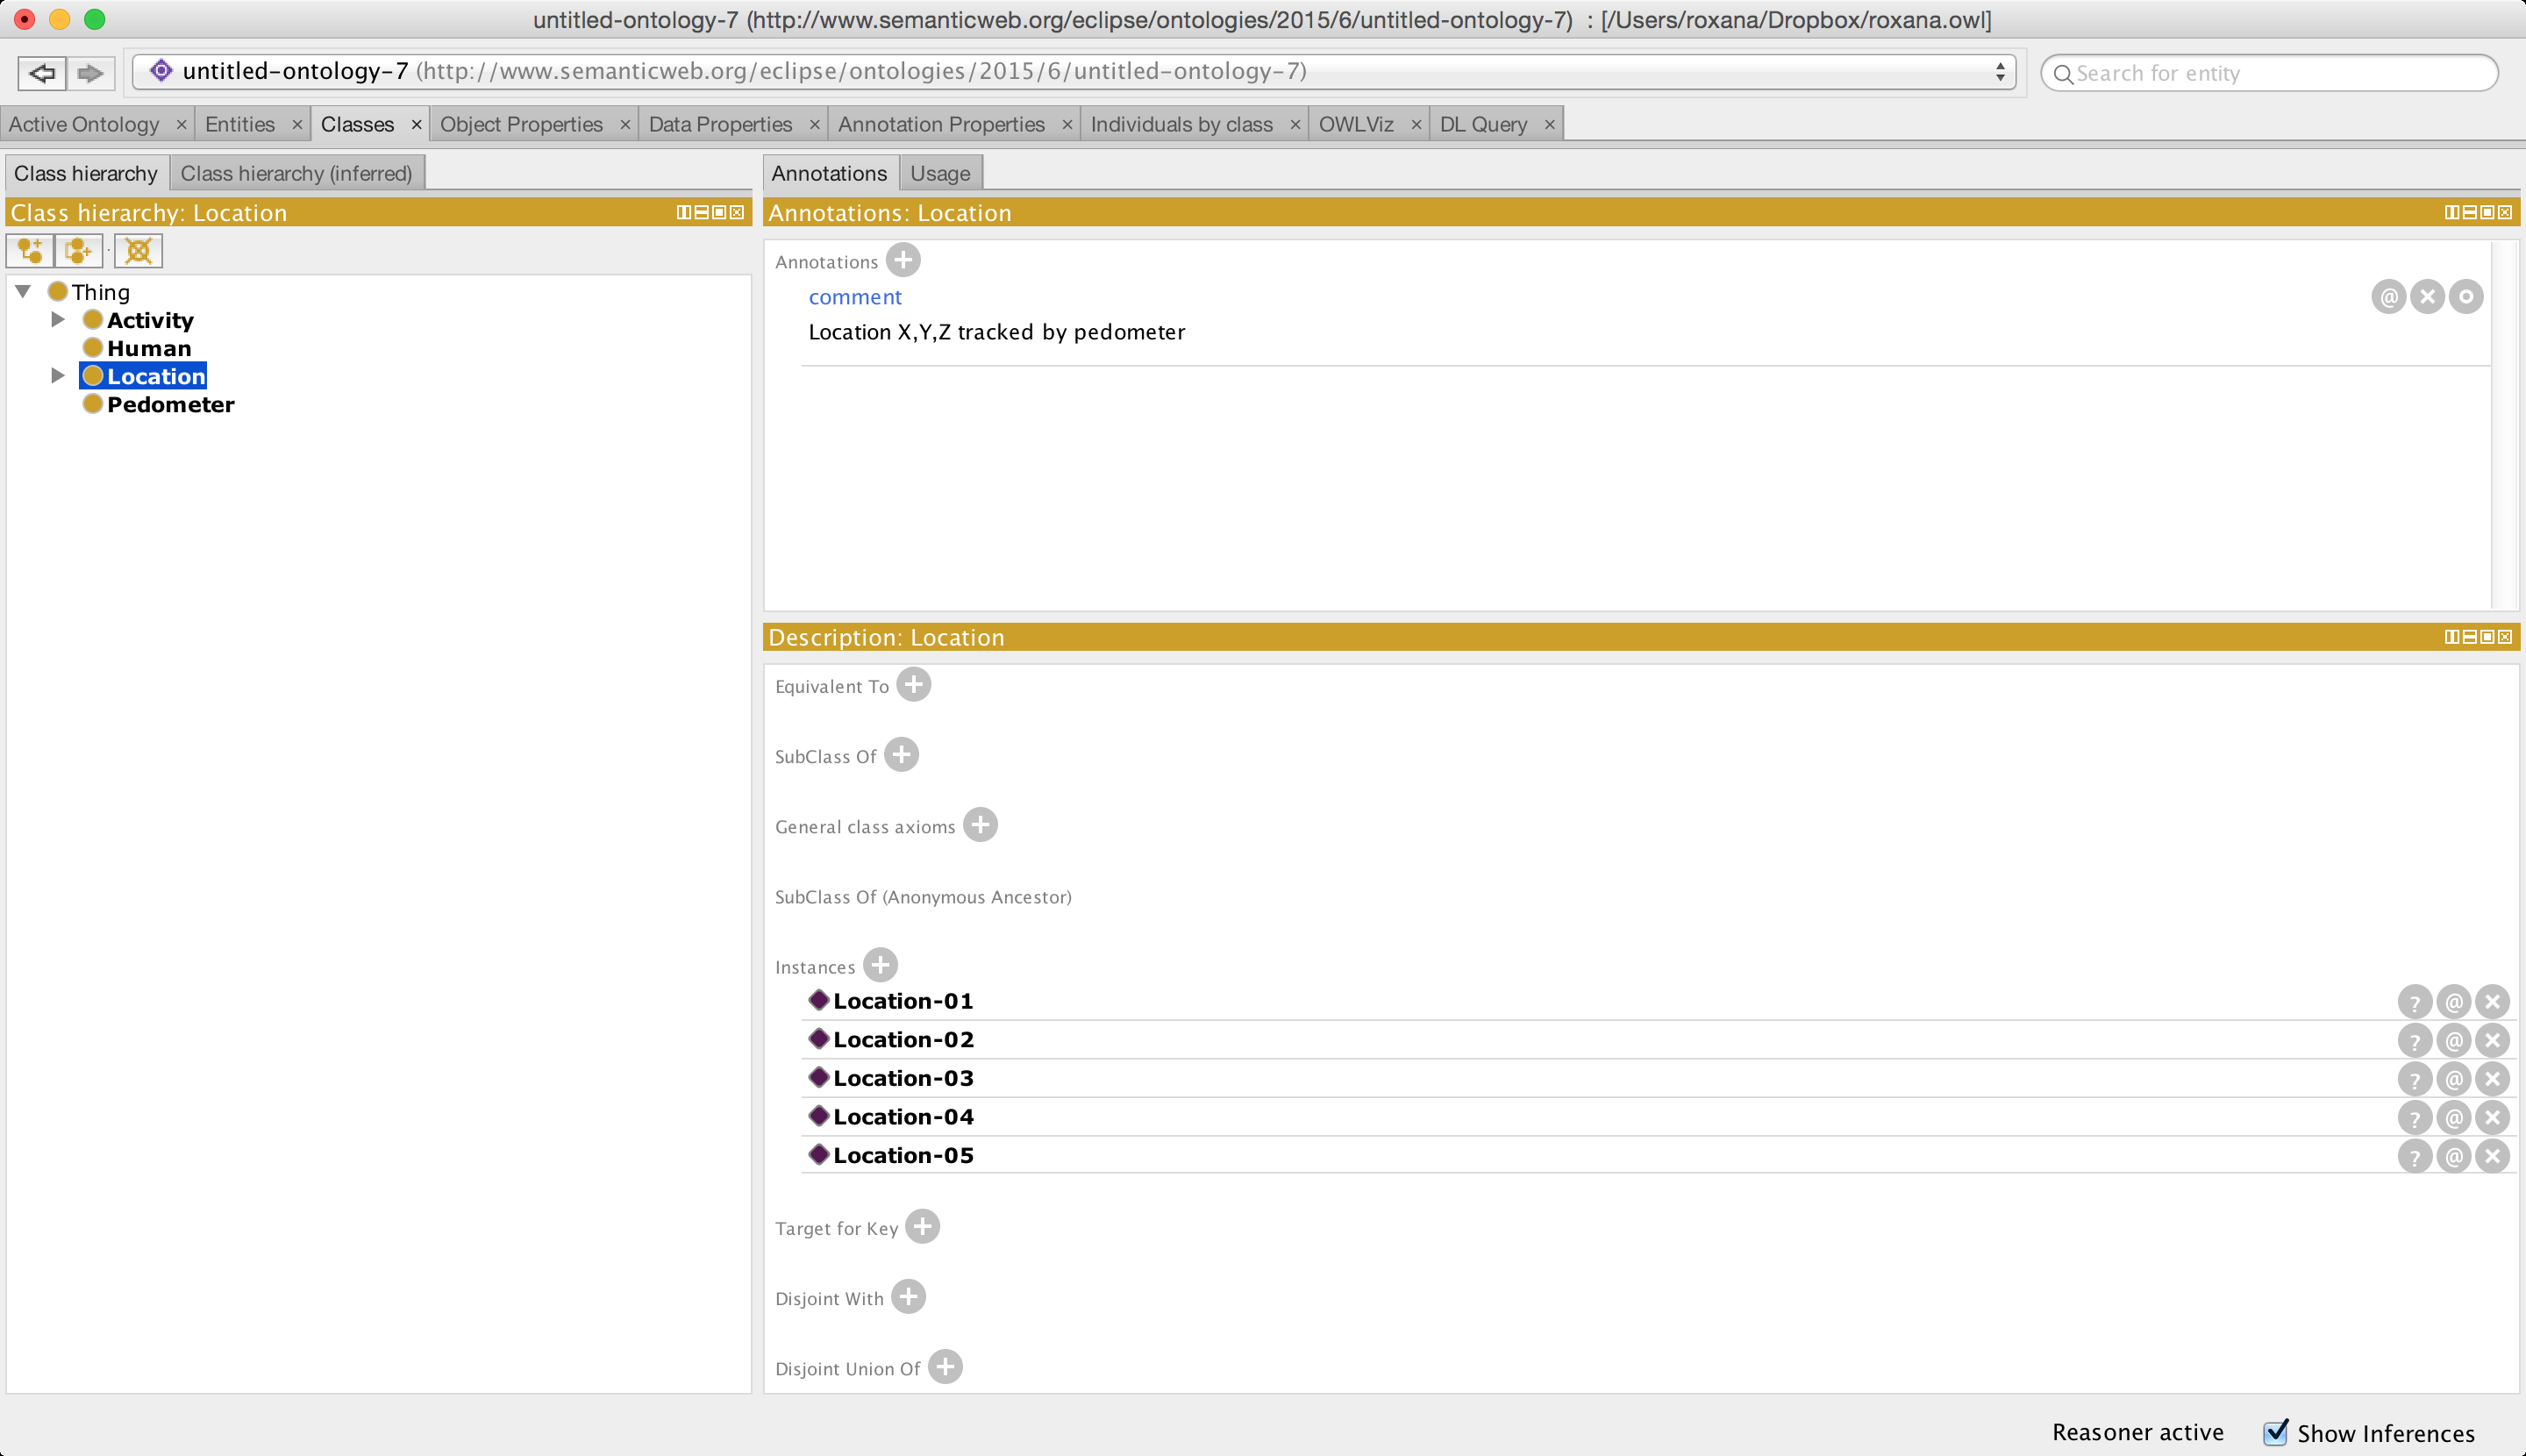 untitled-ontology-7 (http://www.semanticweb.org/eclipse/ontologies/2015/6/untitled-ontology-7) : [/Users/roxana/Dropbox/roxana.owl]
untitled-ontology-7 (http://www.semanticweb.org/eclipse/ontologies/2015/6/untitled-ontology-7)
Search for entity
Active Ontology × Entities × Classes × Object Properties × Data Properties × Annotation Properties × Individuals by class × OWLViz × DL Query ×
Class hierarchy Class hierarchy (inferred)
Class hierarchy: Location
Thing
Activity
Human
Location
Pedometer
Annotations Usage
Annotations: Location
Annotations
comment
Location X,Y,Z tracked by pedometer
Description: Location
Equivalent To
SubClass Of
General class axioms
SubClass Of (Anonymous Ancestor)
Instances
Location-01
Location-02
Location-03
Location-04
Location-05
Target for Key
Disjoint With
Disjoint Union Of
Reasoner active Show Inferences